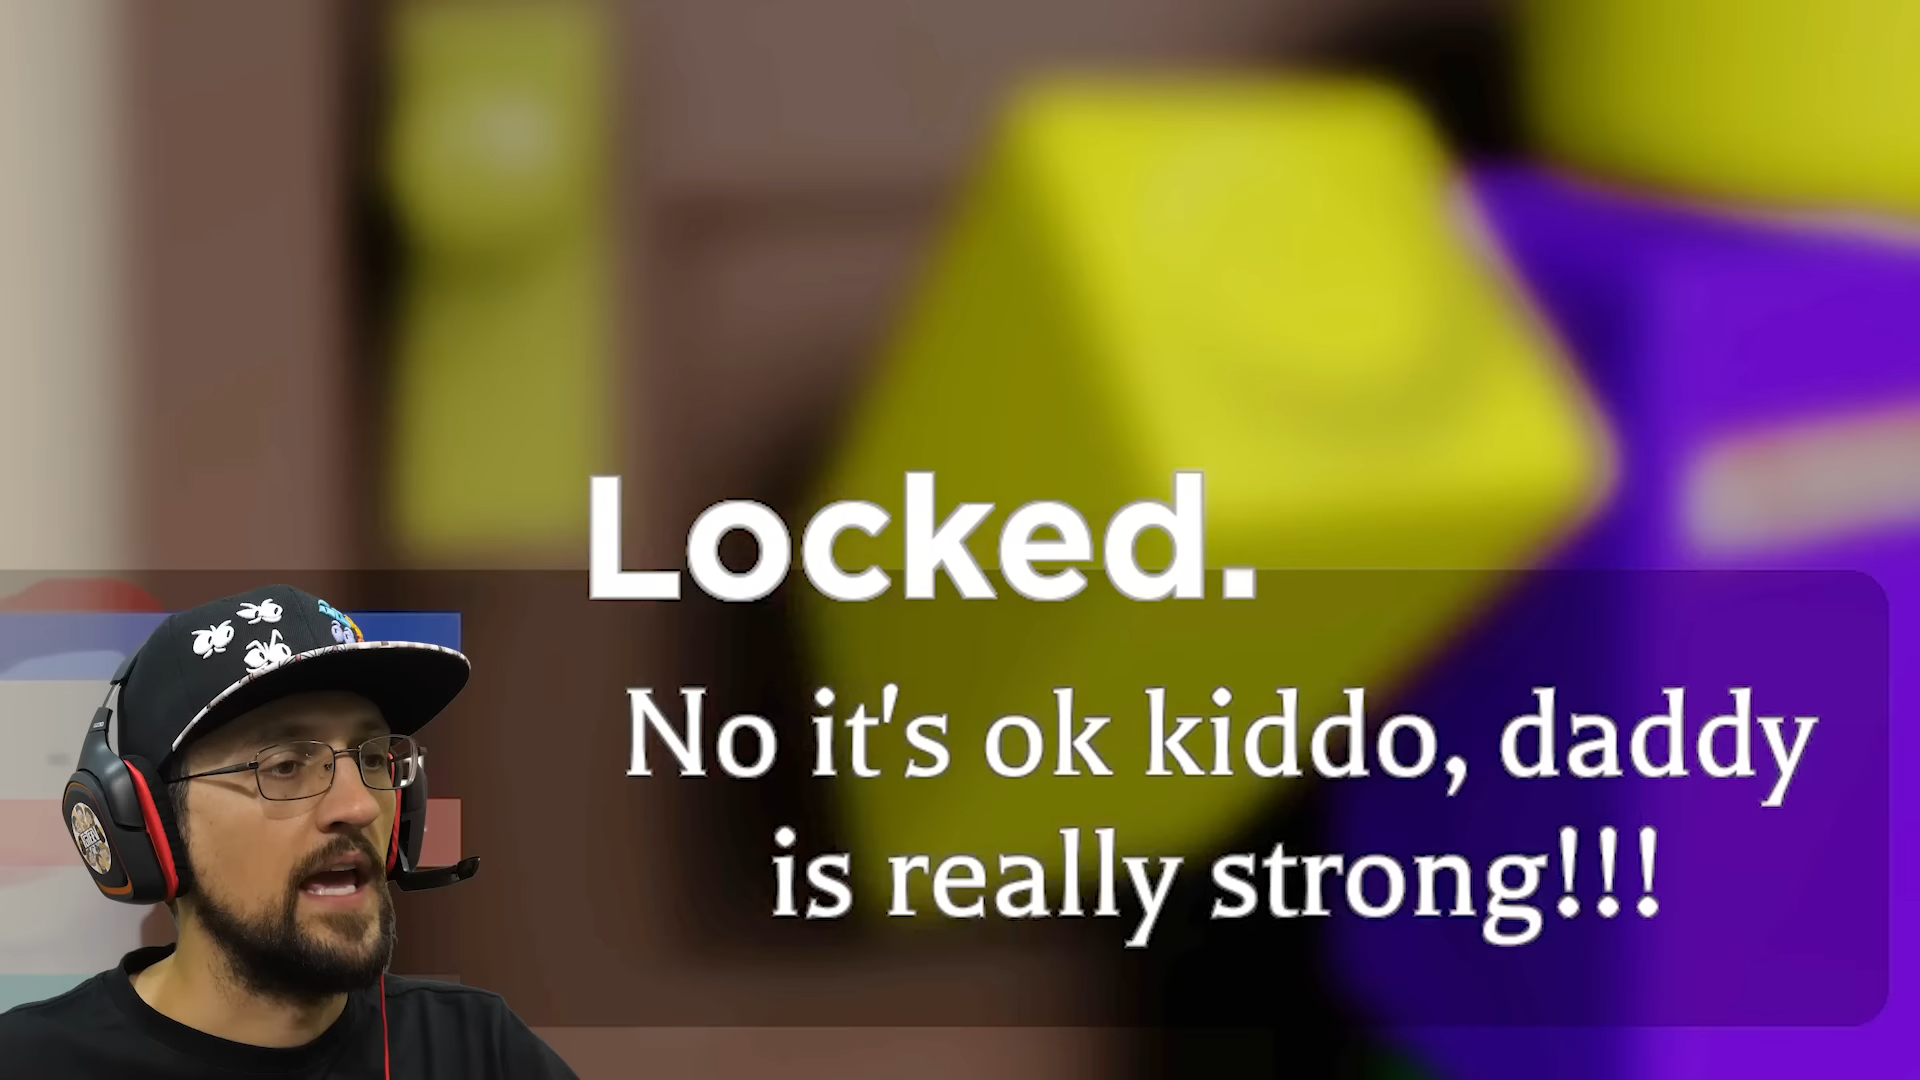 Locked.
No it's ok kiddo, daddy
is really strong!!!